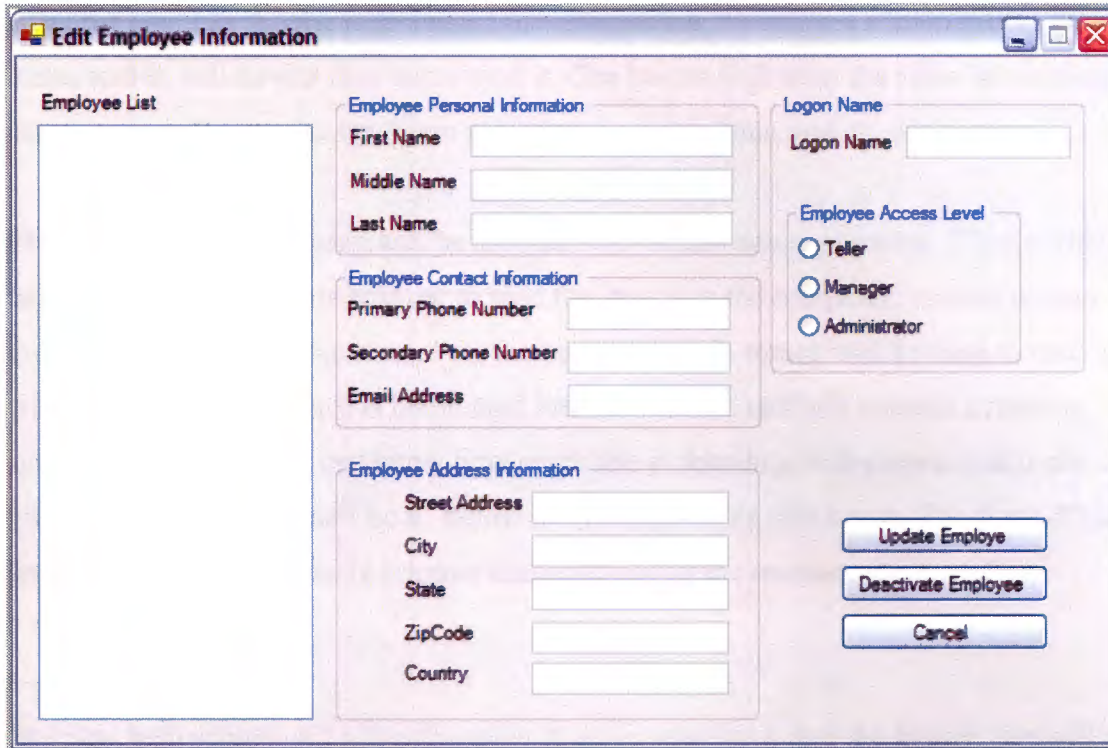 Edit Employee Information
Employee List
Employee Personal Information
First Name
Middle Name
Last Name
Employee Contact Information
Primary Phone Number
Secondary Phone Number
Email Address
Employee Address Information
Street Address
City
State
ZipCode
Country
Logon Name
Logon Name
Employee Access Level
Teller
Manager
Administrator
Update Employe
Deactivate Employee
Cancel